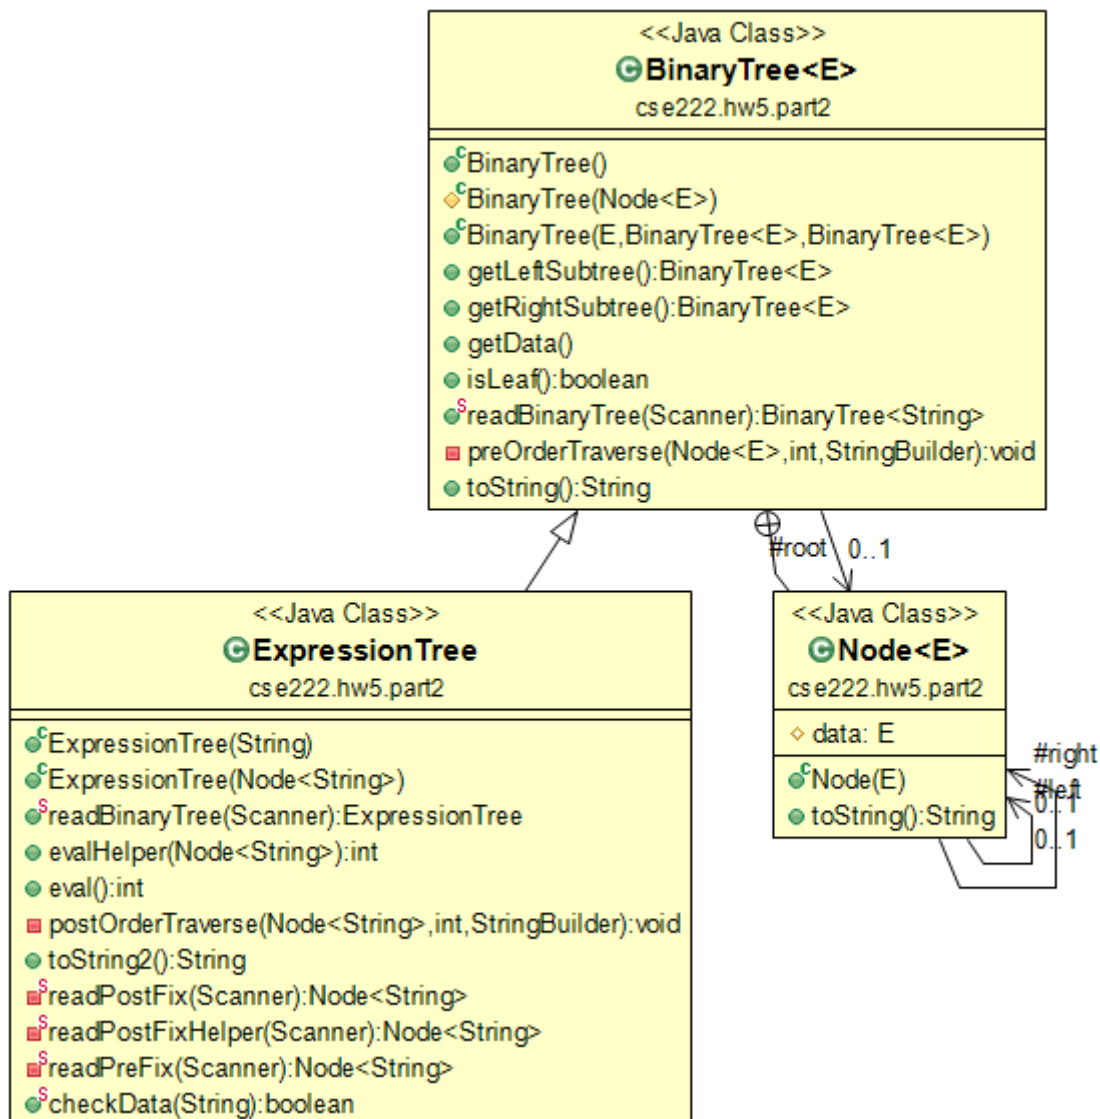 <<Java Class>>
BinaryTree<E>
cse222.hw5.part2
BinaryTree()
BinaryTree(Node<E>)
BinaryTree(E,BinaryTree<E>,BinaryTree<E>)
getLeftSubtree():BinaryTree<E>
getRightSubtree():BinaryTree<E>
getData()
isLeaf():boolean
readBinaryTree(Scanner):BinaryTree<String>
preOrderTraverse(Node<E>,int,StringBuilder):void
toString():String
#root 0..1
<<Java Class>>
ExpressionTree
cse222.hw5.part2
ExpressionTree(String)
ExpressionTree(Node<String>)
readBinaryTree(Scanner):ExpressionTree
evalHelper(Node<String>):int
eval():int
postOrderTraverse(Node<String>,int,StringBuilder):void
toString2():String
readPostFix(Scanner):Node<String>
readPostFixHelper(Scanner):Node<String>
readPreFix(Scanner):Node<String>
checkData(String):boolean
<<Java Class>>
Node<E>
cse222.hw5.part2
data: E
Node(E)
toString():String
#right
#left
0..1
0..1